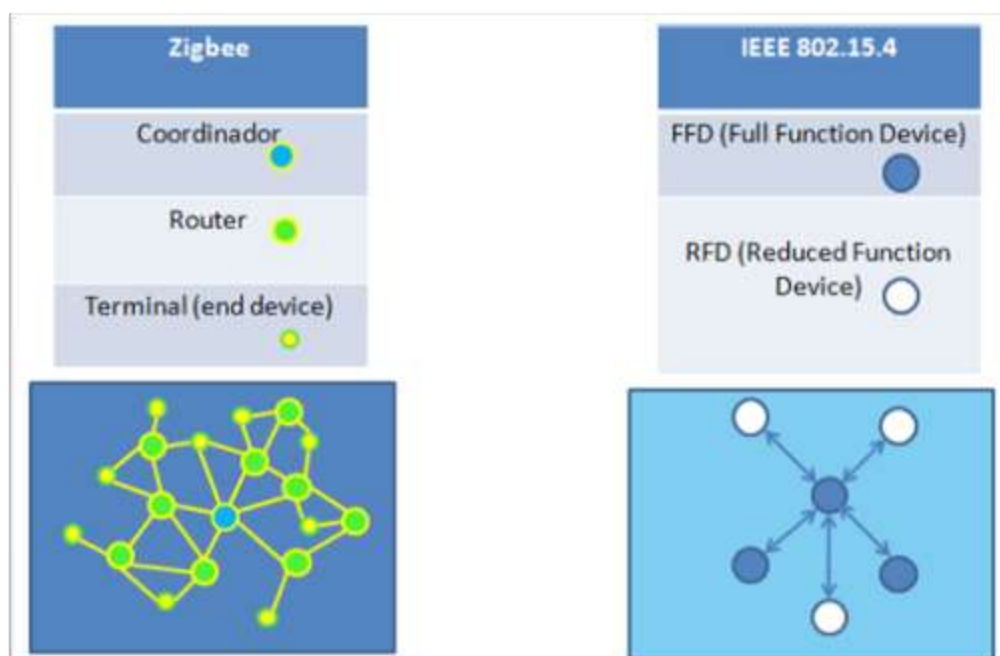 Zigbee
Coordinador
Router
Terminal (end device)
IEEE 802.15.4
FFD (Full Function Device)
RFD (Reduced Function
Device)